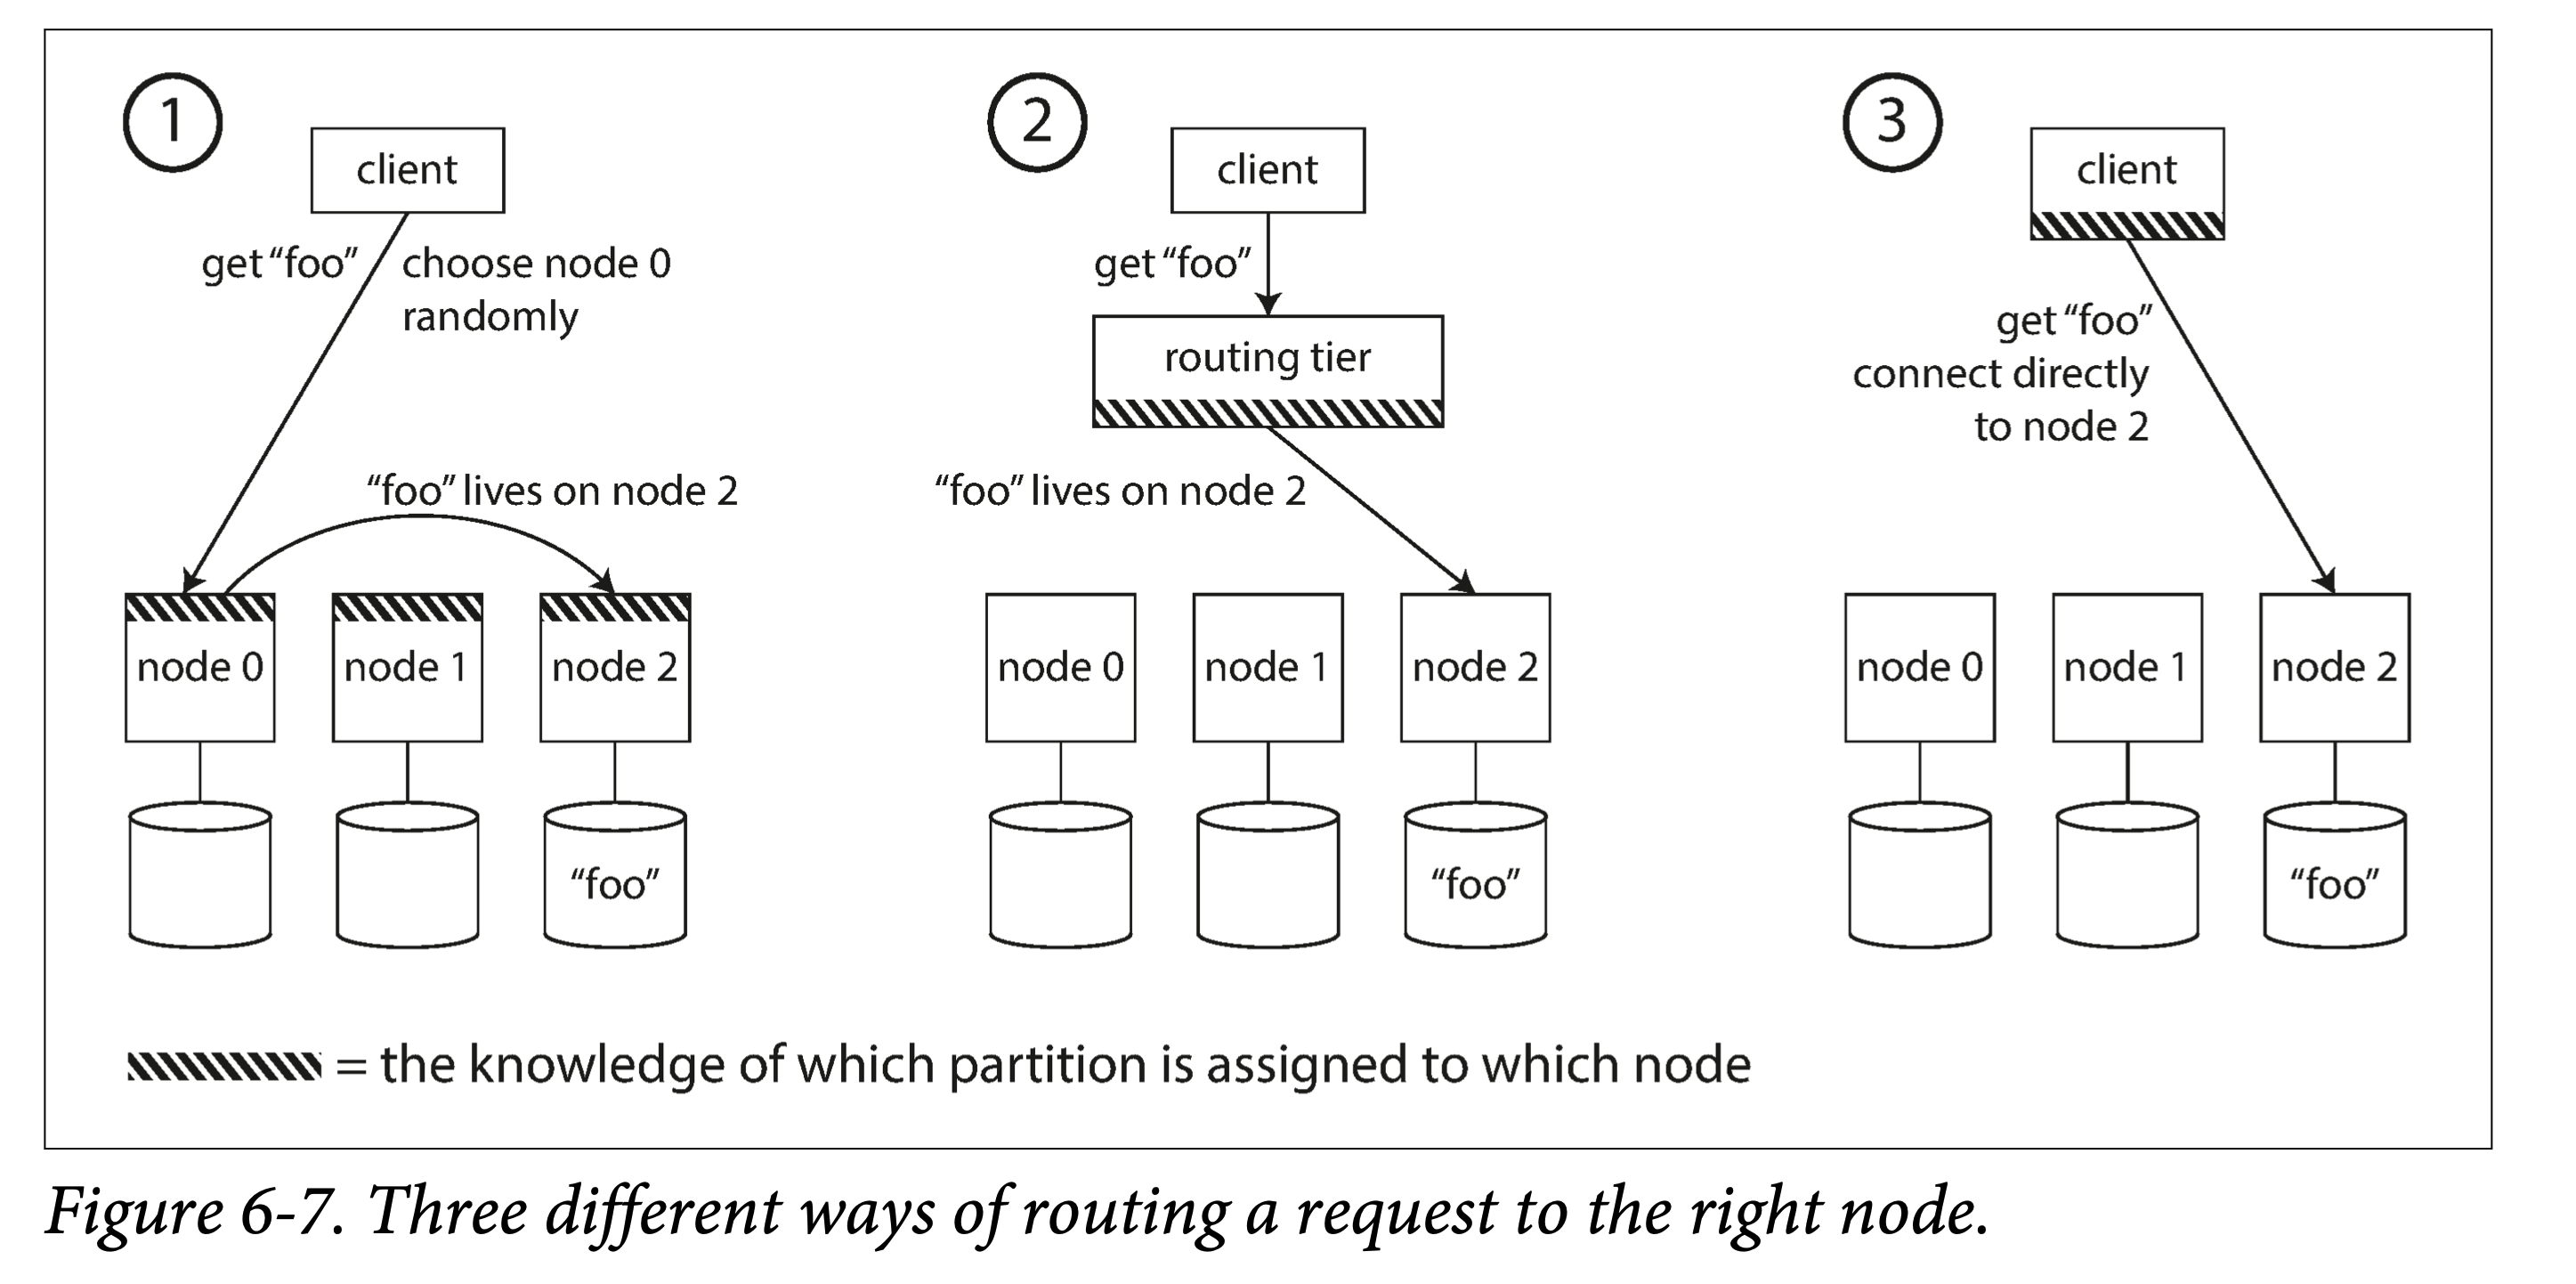 1
client
get “foo”
choose node 0
randomly
“foo” lives on node 2
node 0
node 1
node 2
“foo”
2
client
get “foo”
routing tier
“foo” lives on node 2
node 0
node 1
node 2
“foo”
3
client
get “foo”
connect directly
to node 2
node 0
node 1
node 2
“foo”
= the knowledge of which partition is assigned to which node
Figure 6-7. Three different ways of routing a request to the right node.